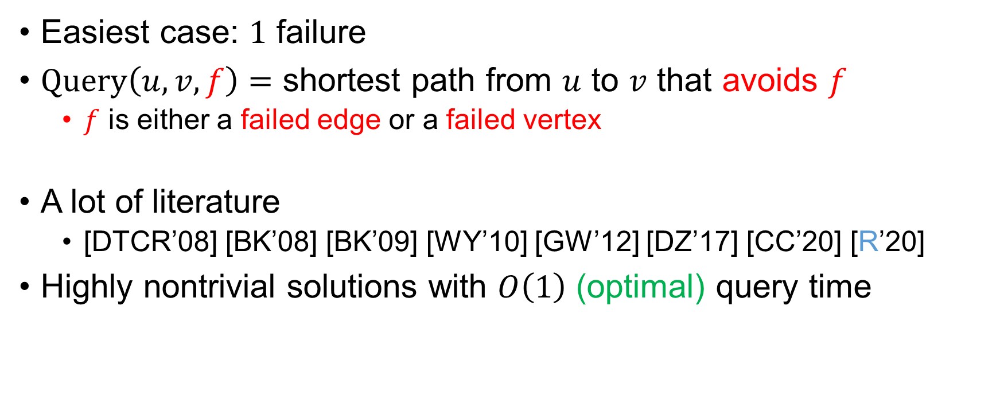 • Easiest case: 1 failure
• Query(u, v, f) = shortest path from u to v that avoids f
• f is either a failed edge or a failed vertex
• A lot of literature
• [DTCR’08] [BK’08] [BK’09] [WY’10] [GW’12] [DZ’17] [CC’20] [R’20]
• Highly nontrivial solutions with O(1) (optimal) query time